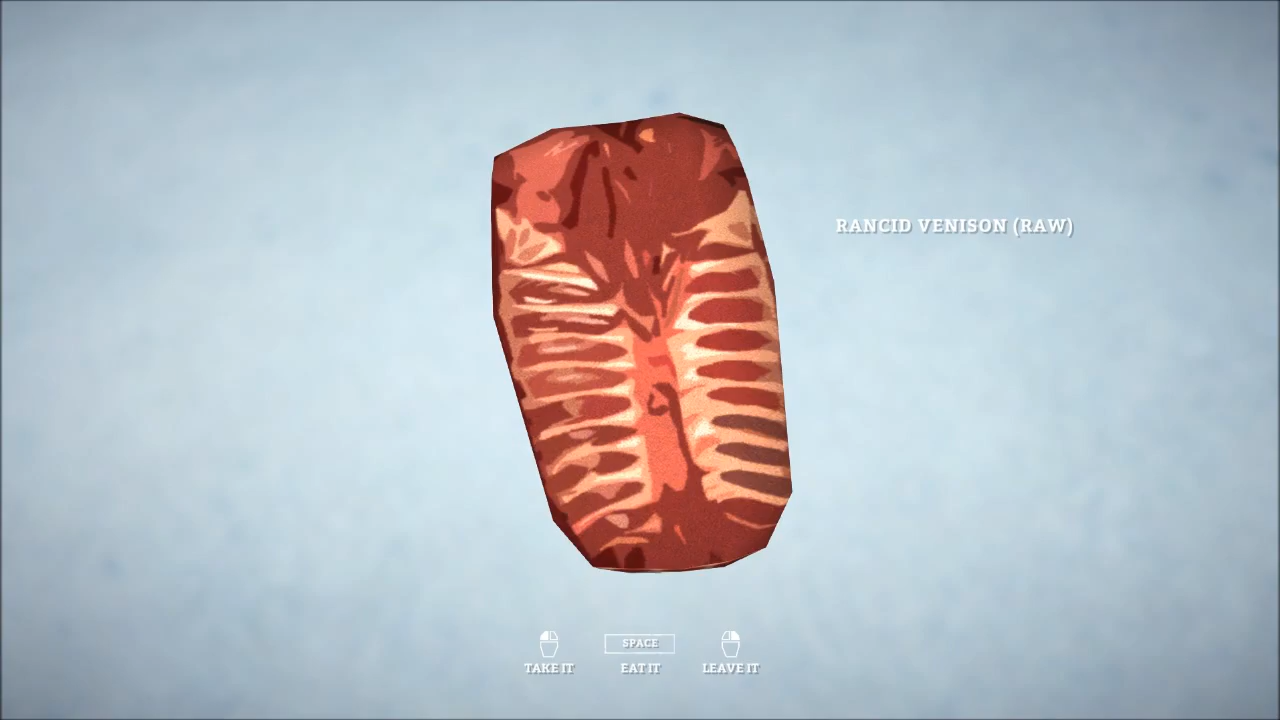 RANCID VENISON (RAW)
SPACE
TAKE IT
EAT IT
LEAVE IT